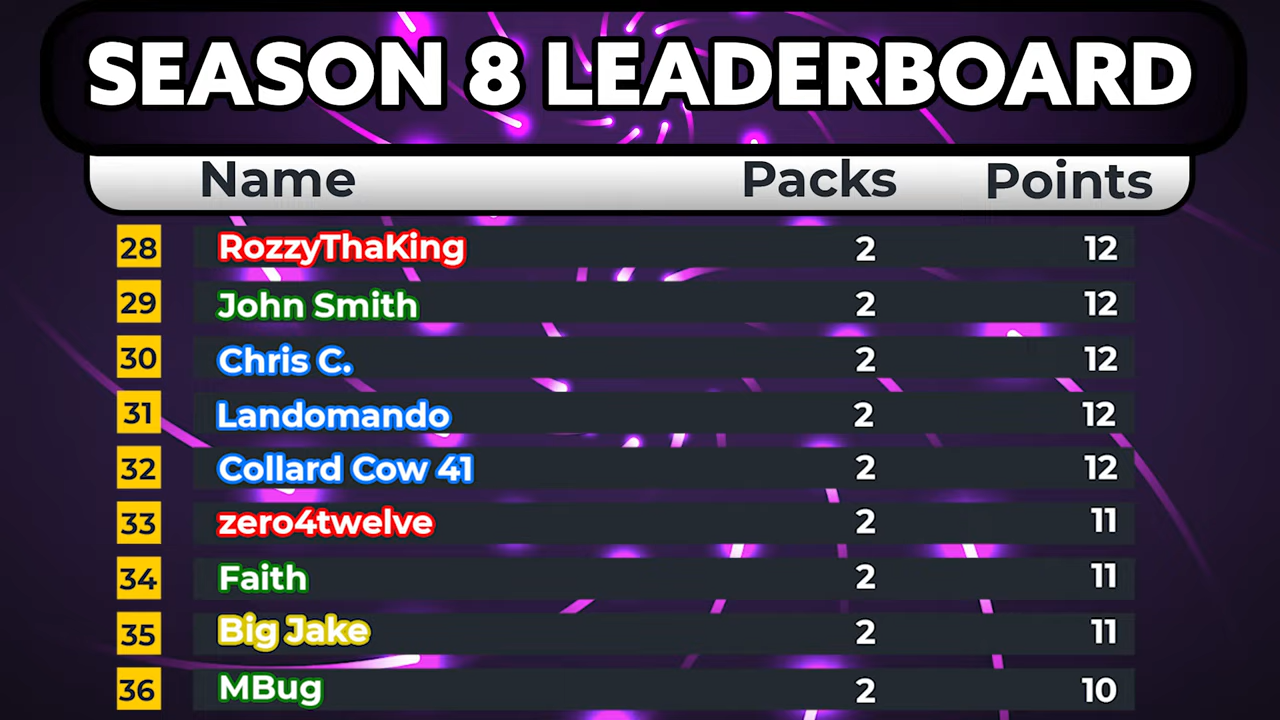 SEASON 8 LEADERBOARD
Name Packs Points
28 RozzyThaKing 2 12
29 John Smith 2 12
30 Chris C. 2 12
31 Landomando 2 12
32 Collard Cow 41 2 12
33 zero4twelve 2 11
34 Faith 2 11
35 Big Jake 2 11
36 MBug 2 10